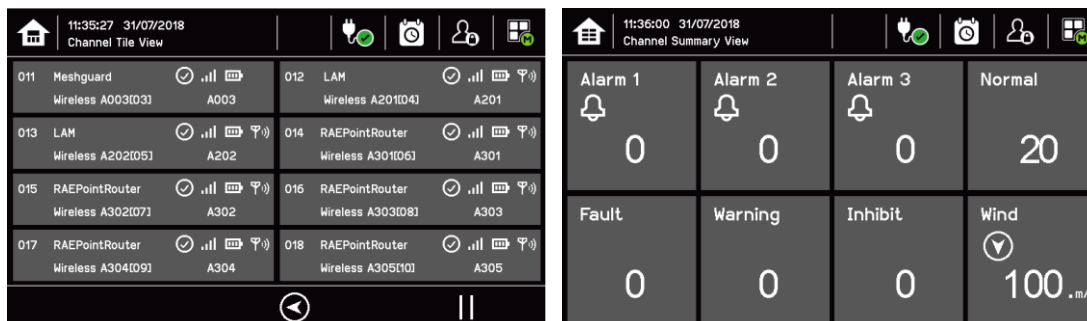 11:35:27 31/07/2018
Channel Tile View
011 Meshguard
Wireless A003[03] A003
012 LAM
Wireless A201[04] A201
013 LAM
Wireless A202[05] A202
014 RAEPointRouter
Wireless A301[06] A301
015 RAEPointRouter
Wireless A302[07] A302
016 RAEPointRouter
Wireless A303[08] A303
017 RAEPointRouter
Wireless A304[09] A304
018 RAEPointRouter
Wireless A305[10] A305
11:36:00 31/07/2018
Channel Summary View
Alarm 1
0
Alarm 2
0
Alarm 3
0
Normal
20
Fault
0
Warning
0
Inhibit
0
Wind
100.m/